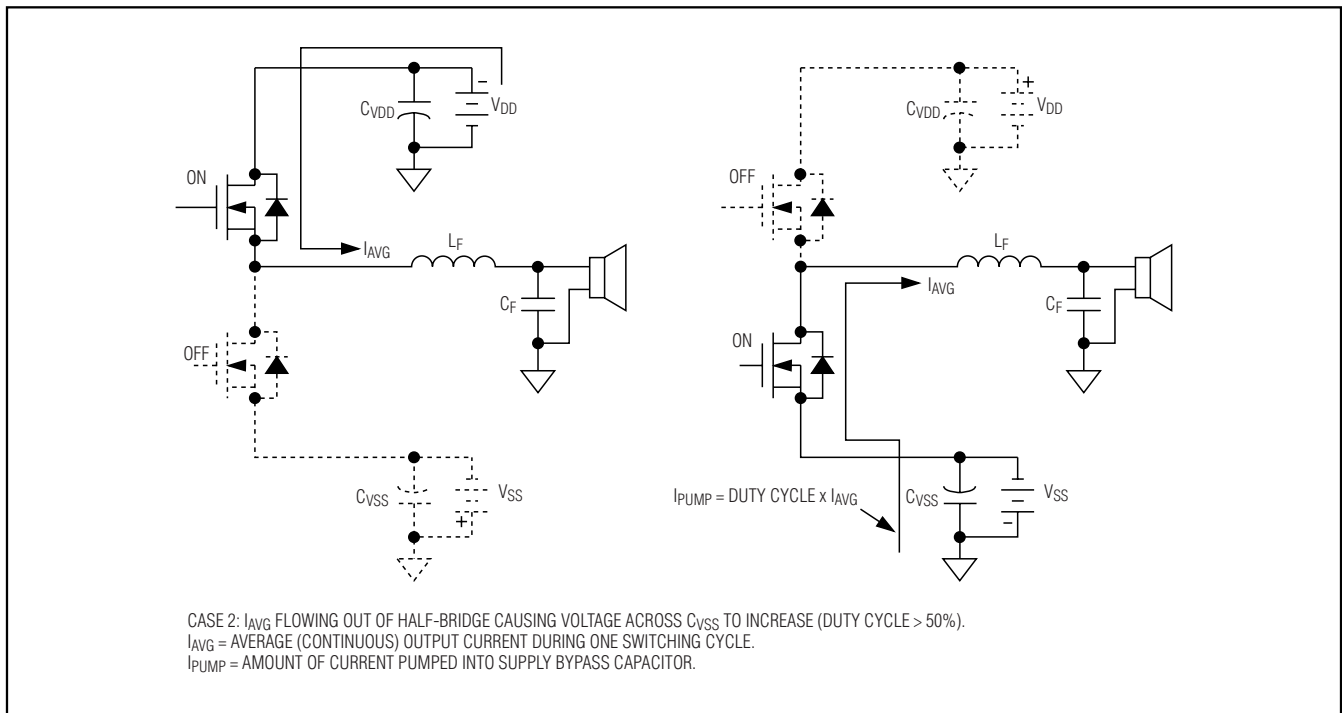 ON
CVDD
-
VDD
IAVG
LF
CF
OFF
CVSS
VSS
+
OFF
CVDD
+
VDD
LF
IAVG
CF
ON
IPUMP = DUTY CYCLE x IAVG
CVSS
VSS
-
CASE 2: IAVG FLOWING OUT OF HALF-BRIDGE CAUSING VOLTAGE ACROSS CVSS TO INCREASE (DUTY CYCLE > 50%).
IAVG = AVERAGE (CONTINUOUS) OUTPUT CURRENT DURING ONE SWITCHING CYCLE.
IPUMP = AMOUNT OF CURRENT PUMPED INTO SUPPLY BYPASS CAPACITOR.